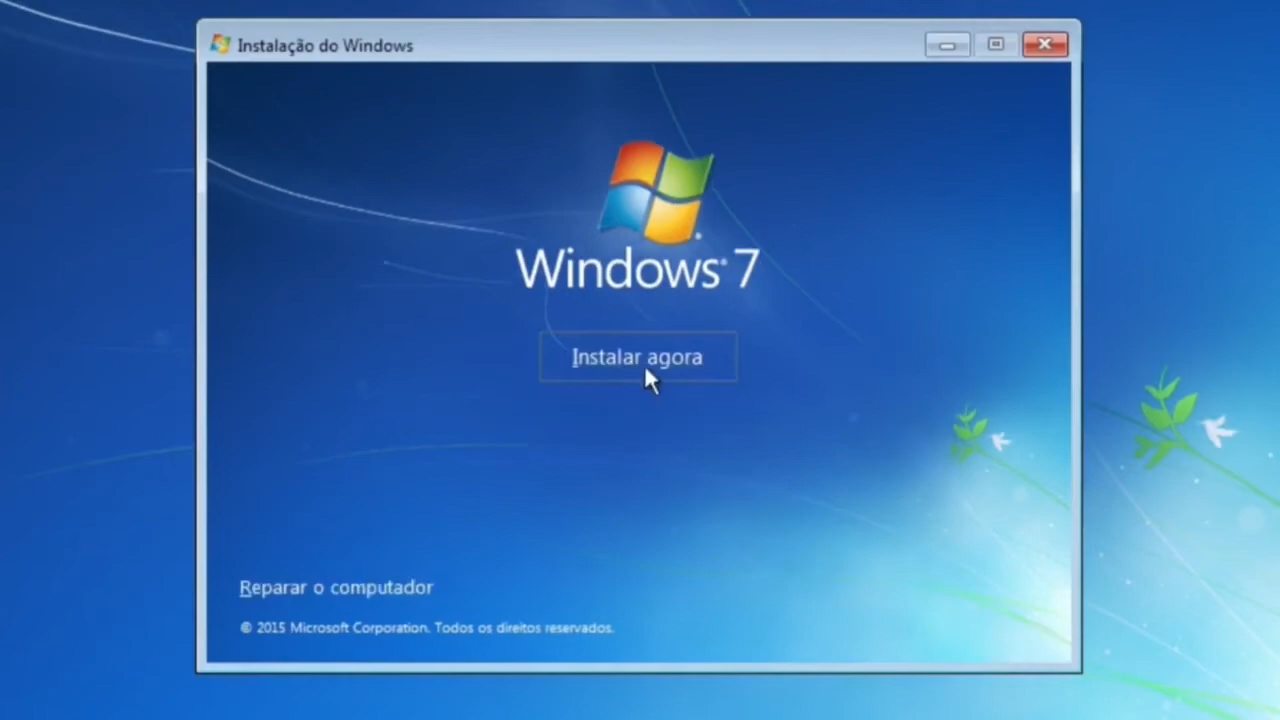 Instalação do Windows
Windows® 7
Instalar agora
Reparar o computador
© 2015 Microsoft Corporation. Todos os direitos reservados.